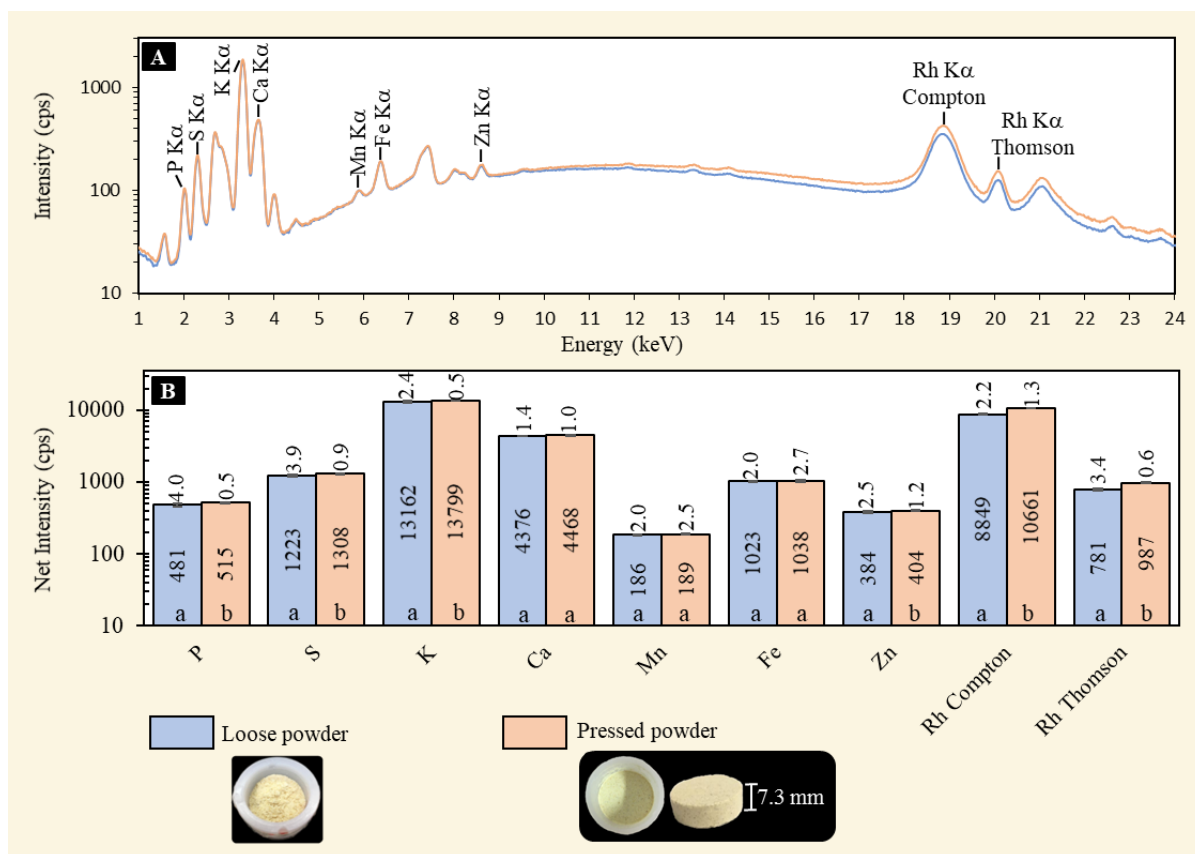 A
Intensity (cps)
1000
100
10
P Kα
S Kα
K Kα
Ca Kα
Mn Kα
Fe Kα
Zn Kα
Rh Kα
Compton
Rh Kα
Thomson
1 2 3 4 5 6 7 8 9 10 11 12 13 14 15 16 17 18 19 20 21 22 23 24
Energy (keV)
B
Net Intensity (cps)
10000
1000
100
10
4.0 0.5 3.9 0.9 2.4 0.5 1.4 1.0 2.0 2.5 2.0 2.7 2.5 1.2 2.2 1.3 3.4 0.6
481 515 1223 1308 13162 13799 4376 4468 186 189 1023 1038 384 404 8849 10661 781 987
a b a b a b a a a a a a a b a b a b
P S K Ca Mn Fe Zn Rh Compton Rh Thomson
Loose powder
Pressed powder
7.3 mm